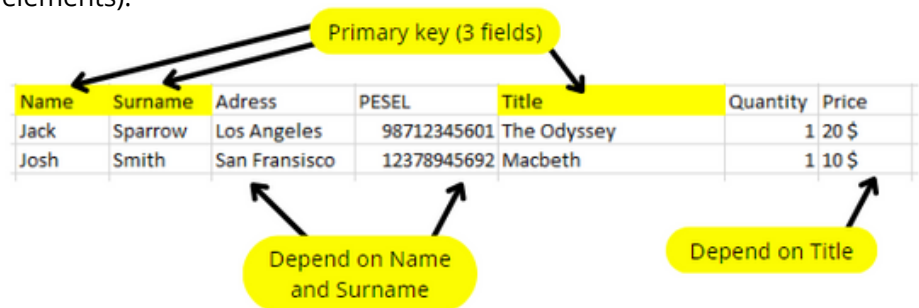 elements).
Primary key (3 fields)
Name Surname Adress PESEL Title Quantity Price
Jack Sparrow Los Angeles 98712345601 The Odyssey 1 20 $
Josh Smith San Fransisco 12378945692 Macbeth 1 10 $
Depend on Name
and Surname
Depend on Title